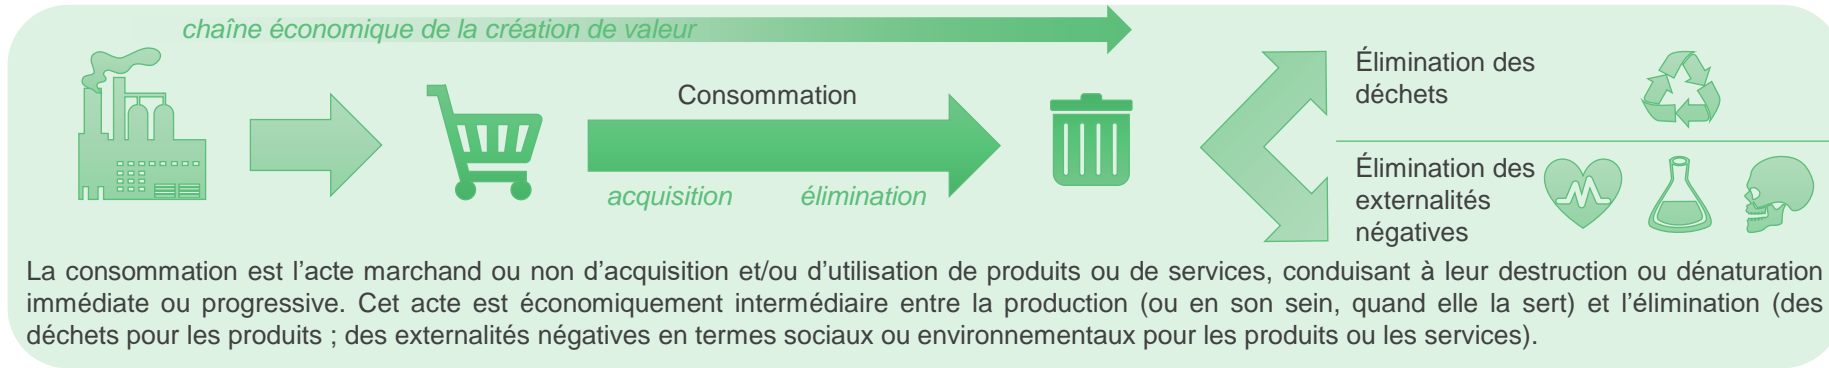 chaîne économique de la création de valeur
Consommation
acquisition
élimination
Élimination des
déchets
Élimination des
externalités
négatives
La consommation est l’acte marchand ou non d’acquisition et/ou d’utilisation de produits ou de services, conduisant à leur destruction ou dénaturation
immédiate ou progressive. Cet acte est économiquement intermédiaire entre la production (ou en son sein, quand elle la sert) et l’élimination (des
déchets pour les produits ; des externalités négatives en termes sociaux ou environnementaux pour les produits ou les services).